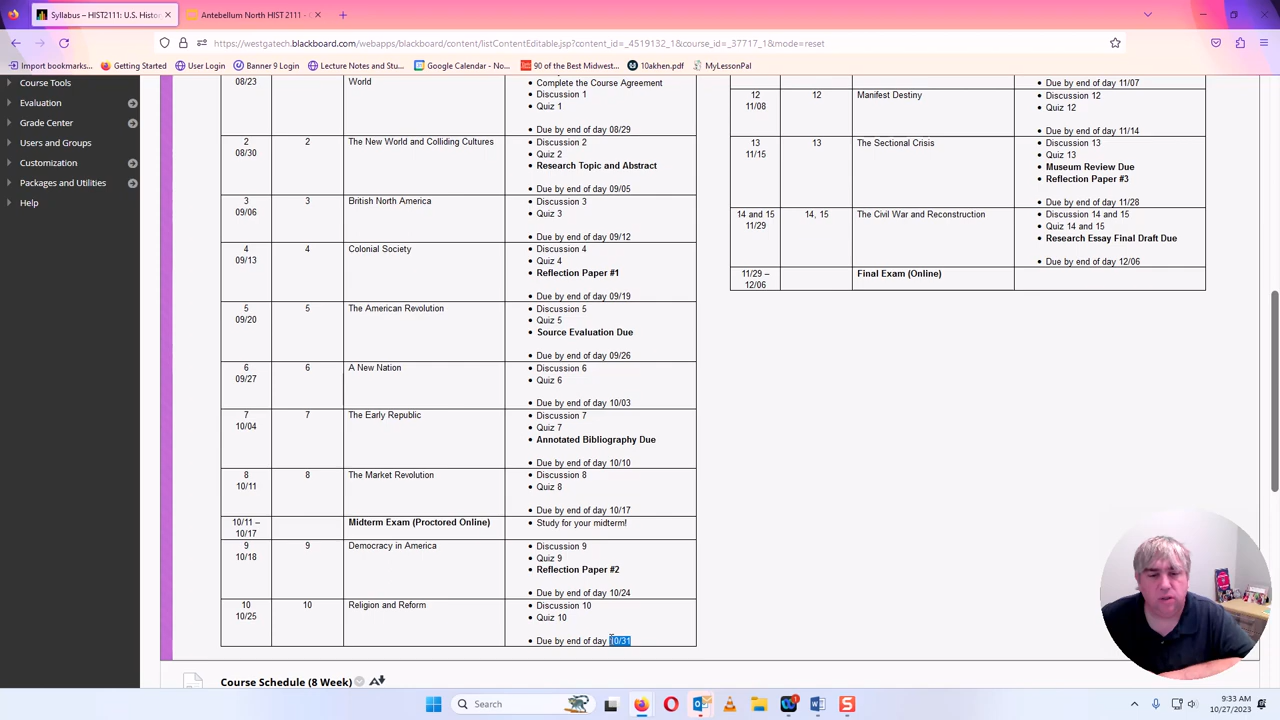 Syllabus – HIST2111: U.S. Histo
Antebellum North HIST 2111 -
https://westgatech.blackboard.com/webapps/blackboard/content/listContentEditable.jsp?content_id=_4519132_1&course_id=_37717_1&mode=reset
Import bookmarks...
Getting Started
User Login
Banner 9 Login
Lecture Notes and Stu...
Google Calendar - No...
90 of the Best Midwest...
10akhen.pdf
MyLessonPal
Course Tools
Evaluation
Grade Center
Users and Groups
Customization
Packages and Utilities
Help
08/23
World
Complete the Course Agreement
Discussion 1
Quiz 1
Due by end of day 08/29
2
08/30
2
The New World and Colliding Cultures
Discussion 2
Quiz 2
Research Topic and Abstract
Due by end of day 09/05
3
09/06
3
British North America
Discussion 3
Quiz 3
Due by end of day 09/12
4
09/13
4
Colonial Society
Discussion 4
Quiz 4
Reflection Paper #1
Due by end of day 09/19
5
09/20
5
The American Revolution
Discussion 5
Quiz 5
Source Evaluation Due
Due by end of day 09/26
6
09/27
6
A New Nation
Discussion 6
Quiz 6
Due by end of day 10/03
7
10/04
7
The Early Republic
Discussion 7
Quiz 7
Annotated Bibliography Due
Due by end of day 10/10
8
10/11
8
The Market Revolution
Discussion 8
Quiz 8
Due by end of day 10/17
10/11 –
10/17
Midterm Exam (Proctored Online)
Study for your midterm!
9
10/18
9
Democracy in America
Discussion 9
Quiz 9
Reflection Paper #2
Due by end of day 10/24
10
10/25
10
Religion and Reform
Discussion 10
Quiz 10
Due by end of day 10/31
Due by end of day 11/07
12
11/08
12
Manifest Destiny
Discussion 12
Quiz 12
Due by end of day 11/14
13
11/15
13
The Sectional Crisis
Discussion 13
Quiz 13
Museum Review Due
Reflection Paper #3
Due by end of day 11/28
14 and 15
11/29
14, 15
The Civil War and Reconstruction
Discussion 14 and 15
Quiz 14 and 15
Research Essay Final Draft Due
Due by end of day 12/06
11/29 –
12/06
Final Exam (Online)
Course Schedule (8 Week)
Search
9:33 AM
10/27/2023